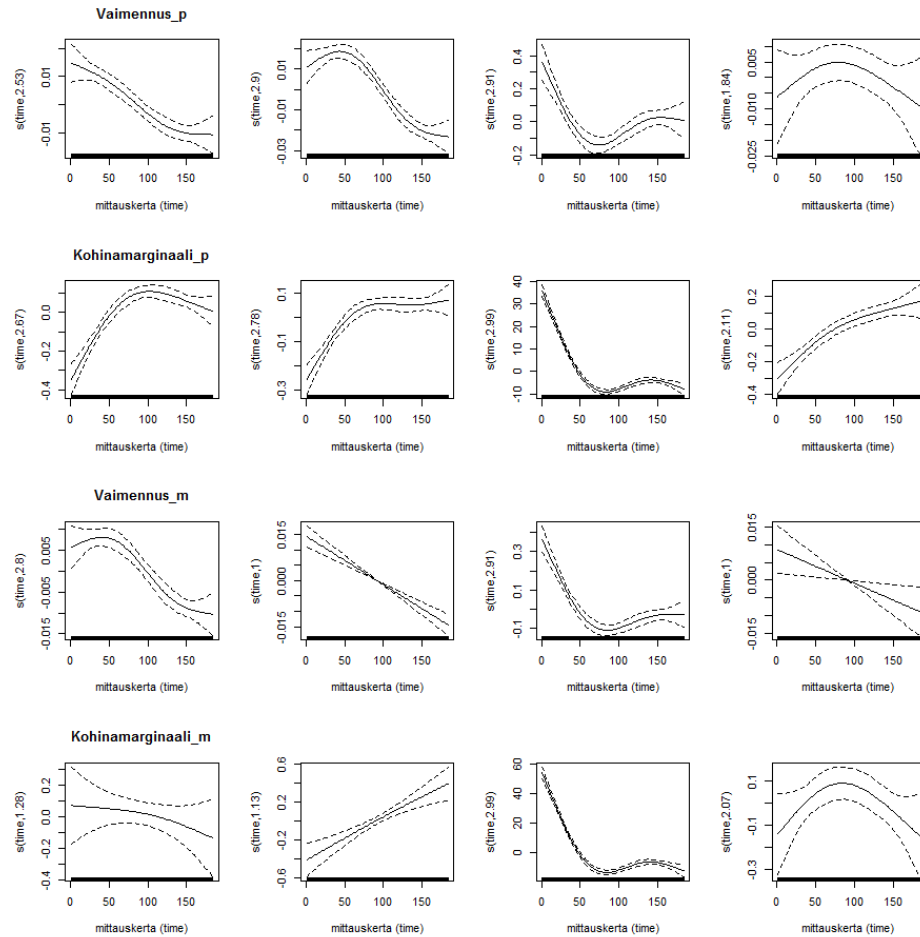 Vaimennus_p
s(time,2.53)
0.01
-0.01
0 50 100 150
mittauskerta (time)
s(time,2.9)
0.01
-0.01
-0.03
0 50 100 150
mittauskerta (time)
s(time,2.91)
0.4
0.2
0.0
-0.2
0 50 100 150
mittauskerta (time)
s(time,1.84)
0.005
-0.010
-0.025
0 50 100 150
mittauskerta (time)
Kohinamarginaali_p
s(time,2.67)
0.0
-0.2
-0.4
0 50 100 150
mittauskerta (time)
s(time,2.78)
0.1
-0.1
-0.3
0 50 100 150
mittauskerta (time)
s(time,2.99)
40
30
20
10
0
-10
0 50 100 150
mittauskerta (time)
s(time,2.11)
0.2
0.0
-0.2
-0.4
0 50 100 150
mittauskerta (time)
Vaimennus_m
s(time,2.8)
0.005
-0.005
-0.015
0 50 100 150
mittauskerta (time)
s(time,1)
0.015
0.000
-0.015
0 50 100 150
mittauskerta (time)
s(time,2.91)
0.3
0.1
-0.1
0 50 100 150
mittauskerta (time)
s(time,1)
0.015
0.000
-0.015
0 50 100 150
mittauskerta (time)
Kohinamarginaali_m
s(time,1.28)
0.2
0.0
-0.2
-0.4
0 50 100 150
mittauskerta (time)
s(time,1.13)
0.6
0.2
-0.2
-0.6
0 50 100 150
mittauskerta (time)
s(time,2.99)
60
40
20
0
0 50 100 150
mittauskerta (time)
s(time,2.07)
0.1
-0.1
-0.3
0 50 100 150
mittauskerta (time)